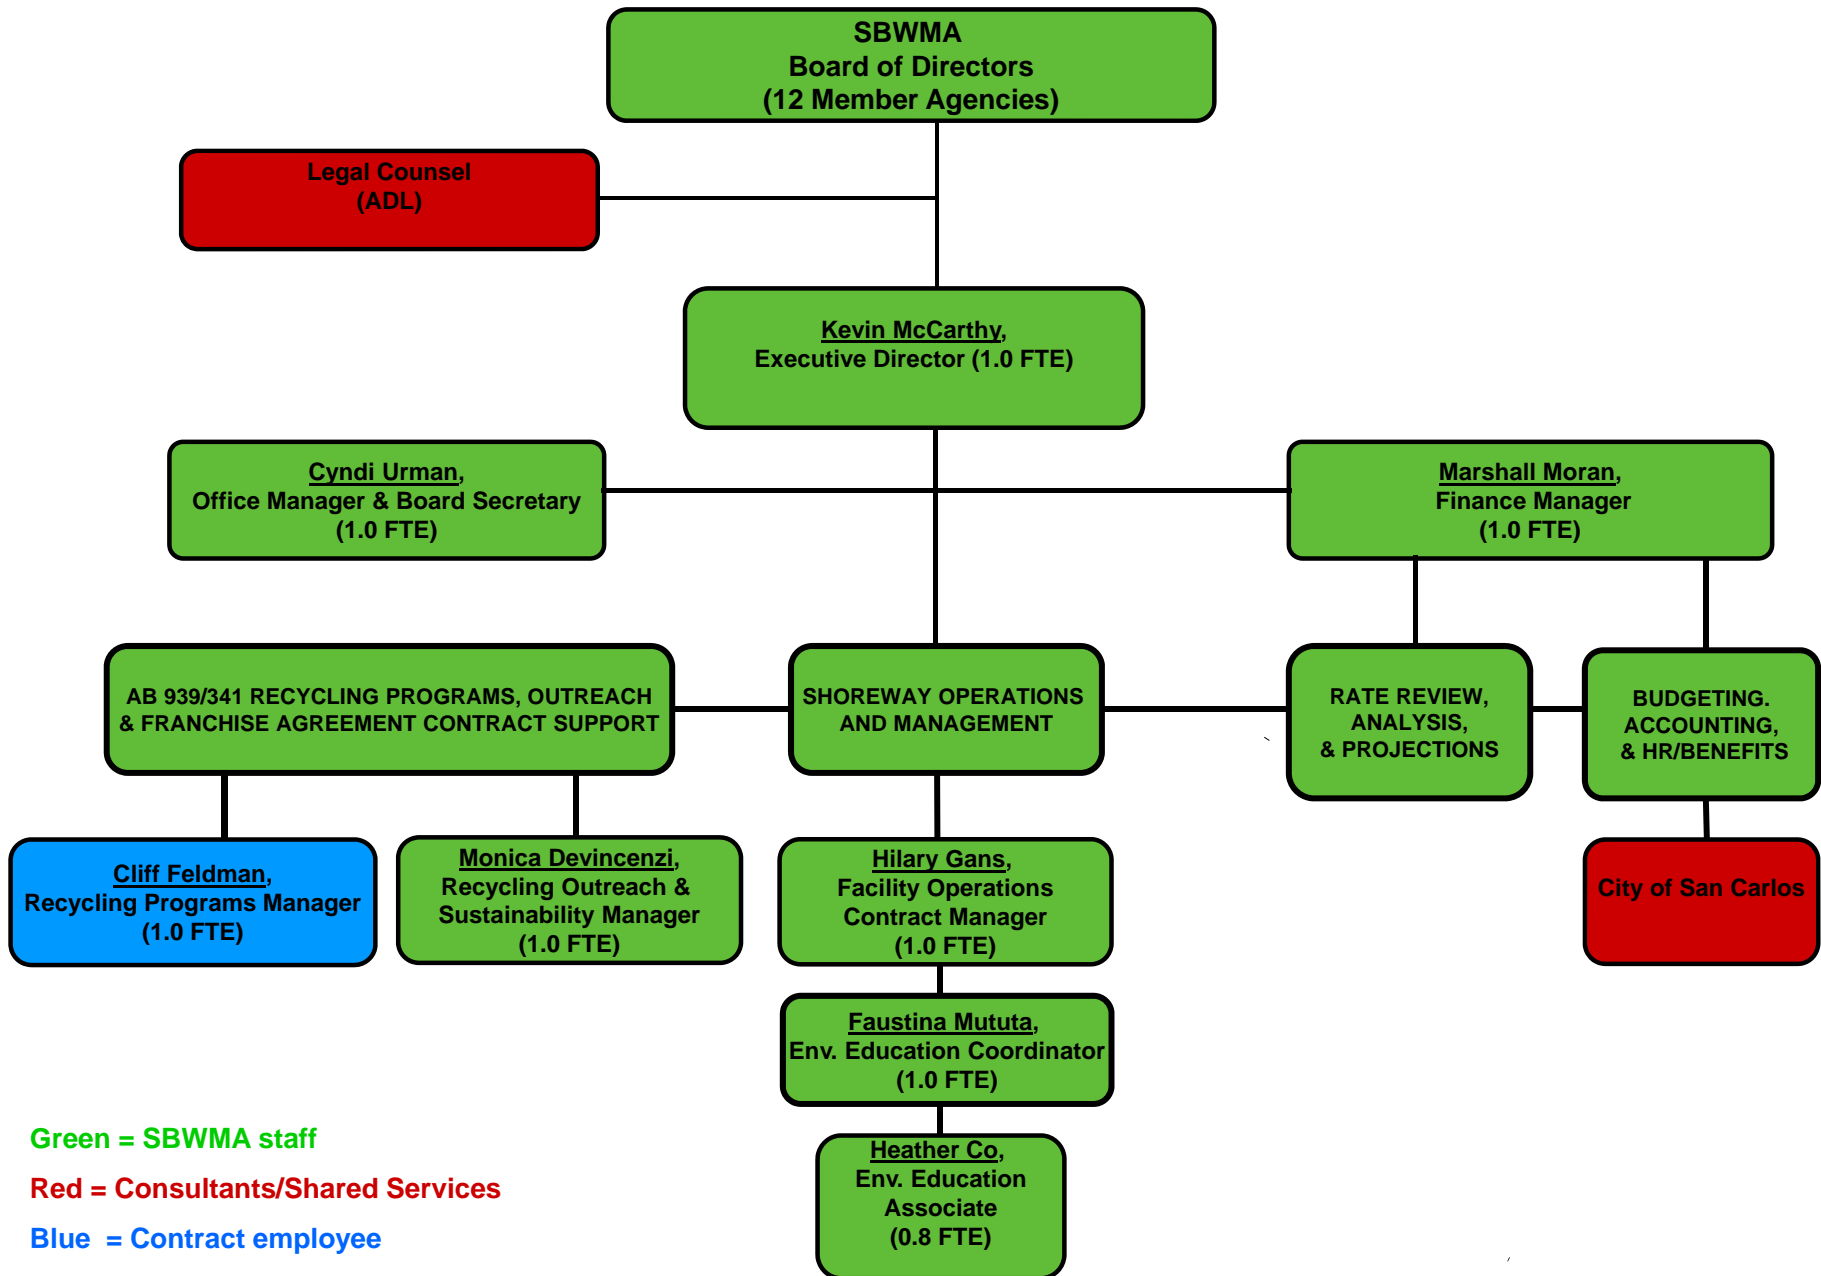 SBWMA
Board of Directors
(12 Member Agencies)
Legal Counsel
(ADL)
Kevin McCarthy,
Executive Director (1.0 FTE)
Cyndi Urman,
Office Manager & Board Secretary
(1.0 FTE)
Marshall Moran,
Finance Manager
(1.0 FTE)
AB 939/341 RECYCLING PROGRAMS, OUTREACH
& FRANCHISE AGREEMENT CONTRACT SUPPORT
SHOREWAY OPERATIONS
AND MANAGEMENT
RATE REVIEW,
ANALYSIS,
& PROJECTIONS
BUDGETING.
ACCOUNTING,
& HR/BENEFITS
Cliff Feldman,
Recycling Programs Manager
(1.0 FTE)
Monica Devincenzi,
Recycling Outreach &
Sustainability Manager
(1.0 FTE)
Hilary Gans,
Facility Operations
Contract Manager
(1.0 FTE)
City of San Carlos
Faustina Mututa,
Env. Education Coordinator
(1.0 FTE)
Heather Co,
Env. Education
Associate
(0.8 FTE)
Green = SBWMA staff
Red = Consultants/Shared Services
Blue = Contract employee